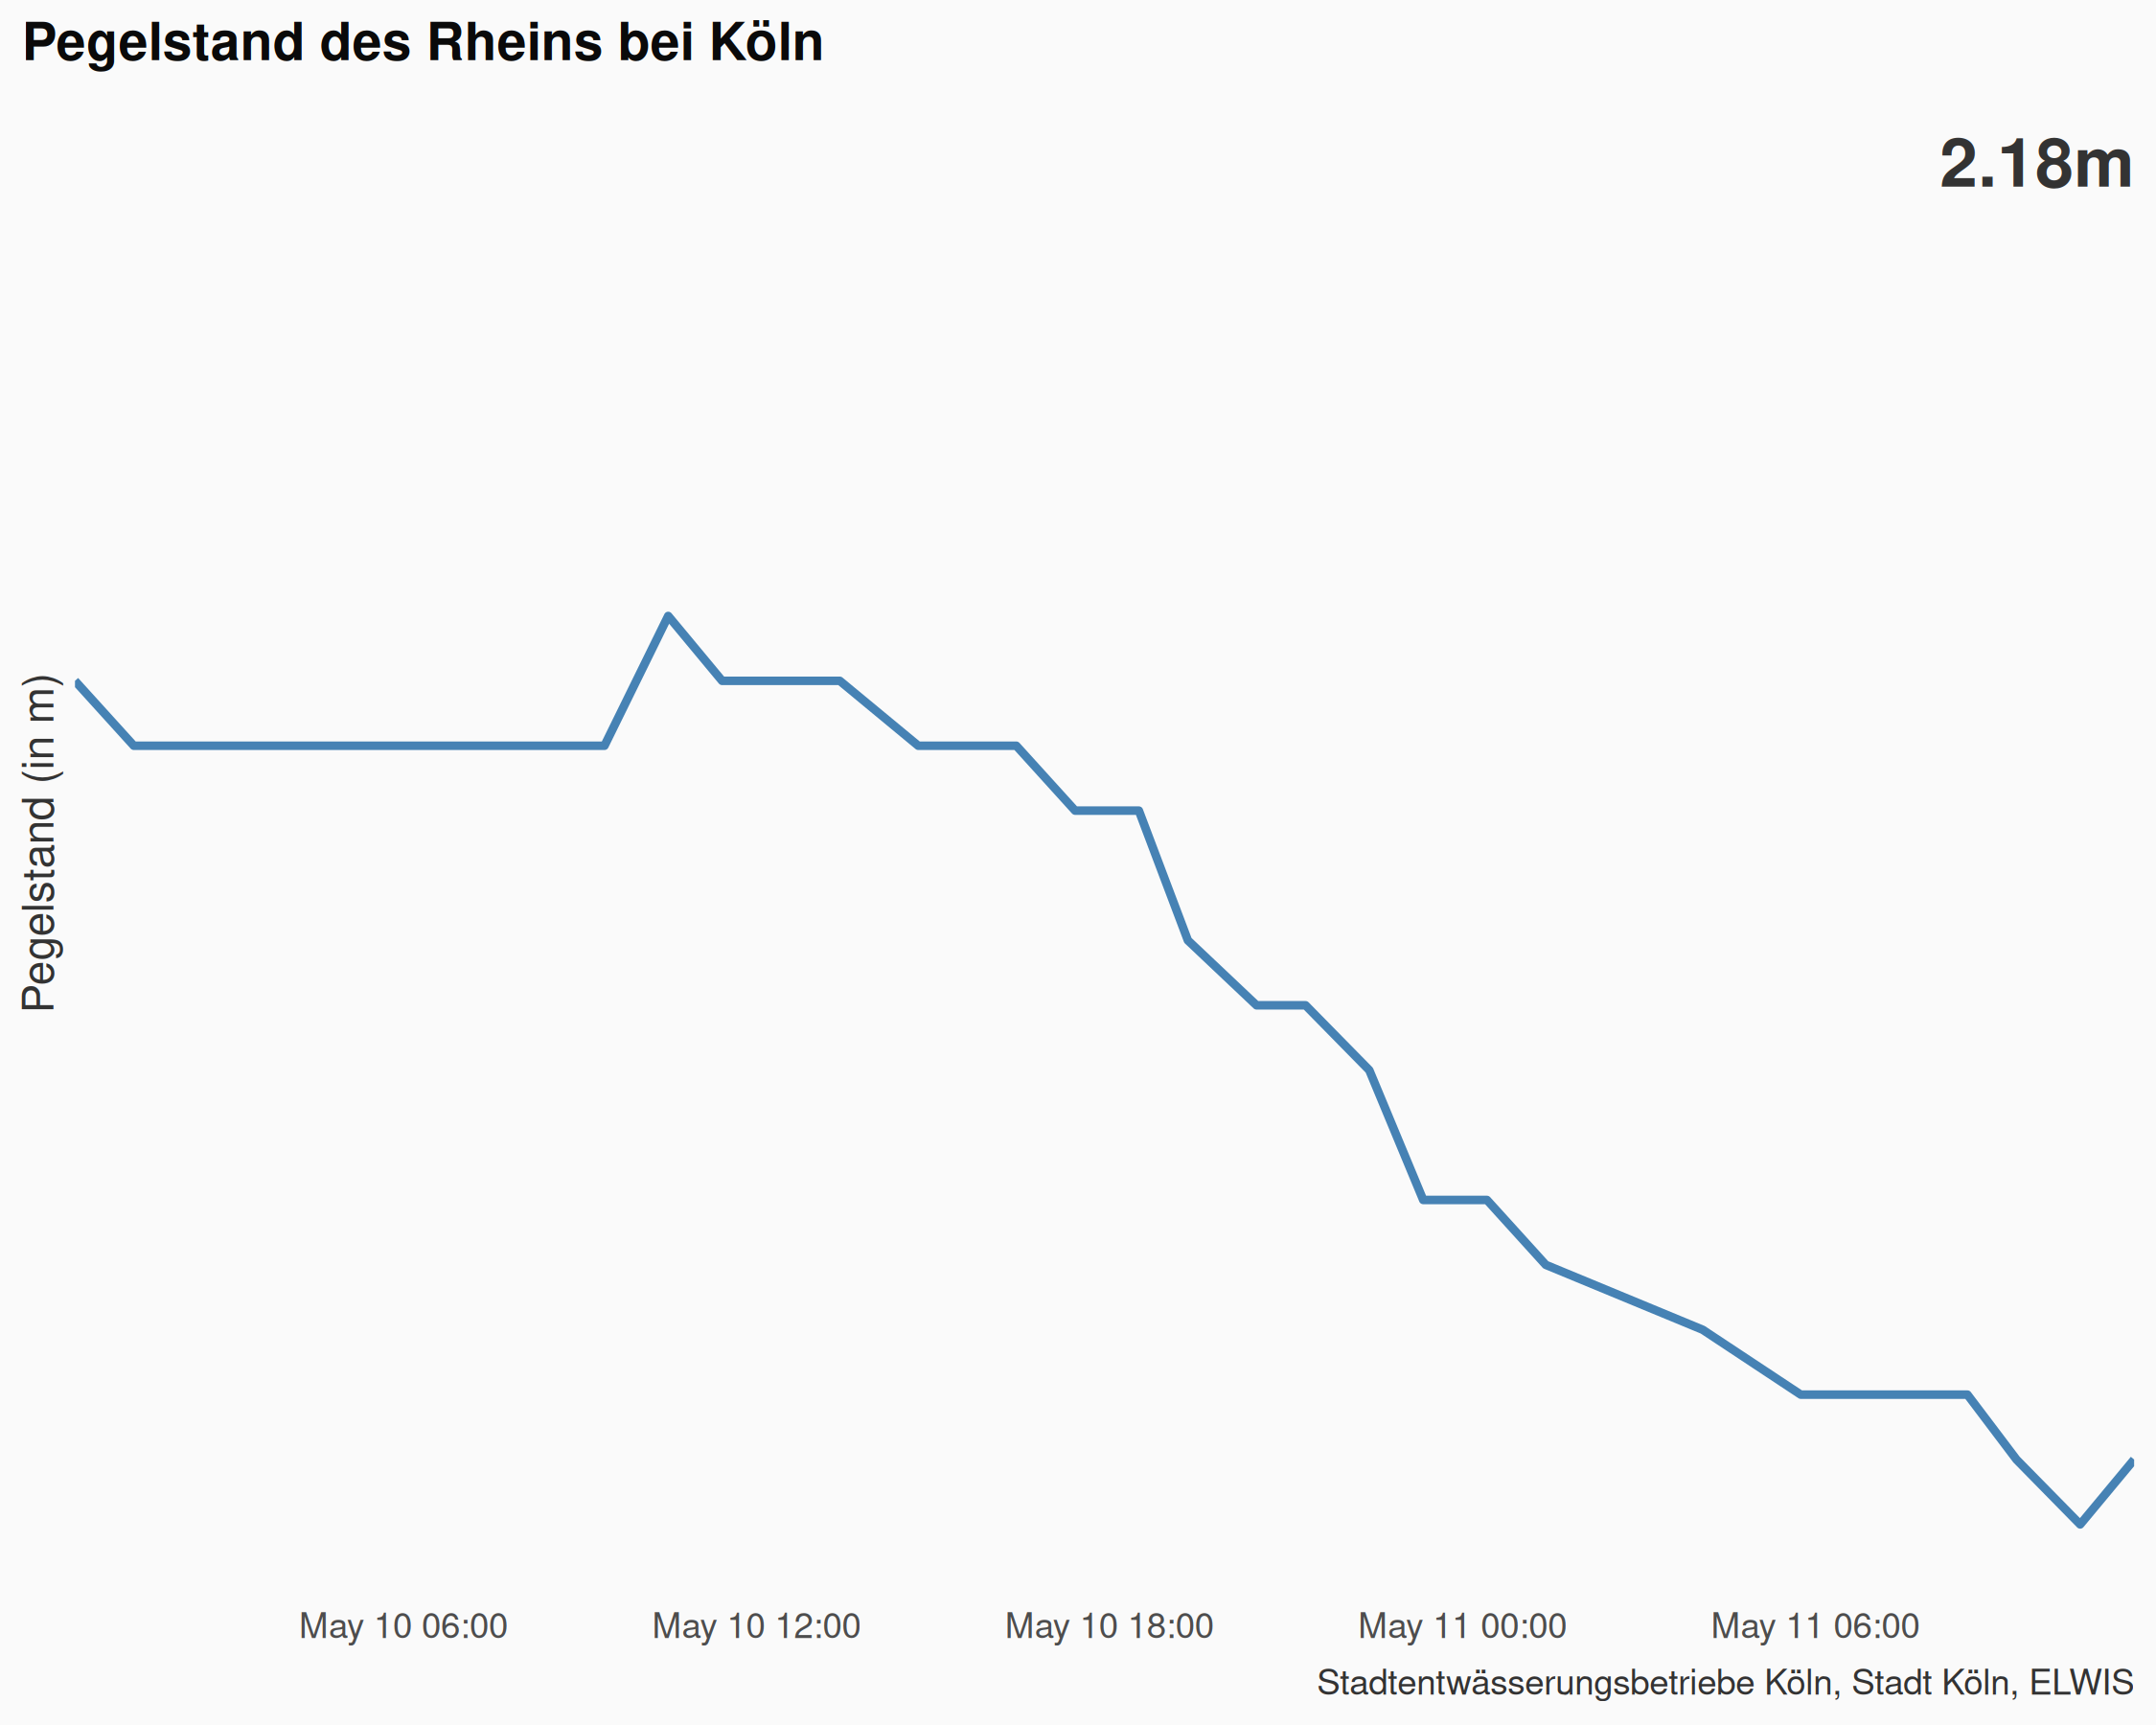 Pegelstand des Rheins bei Köln
2.18m
Pegelstand (in m)
May 10 06:00
May 10 12:00
May 10 18:00
May 11 00:00
May 11 06:00
Stadtentwässerungsbetriebe Köln, Stadt Köln, ELWIS